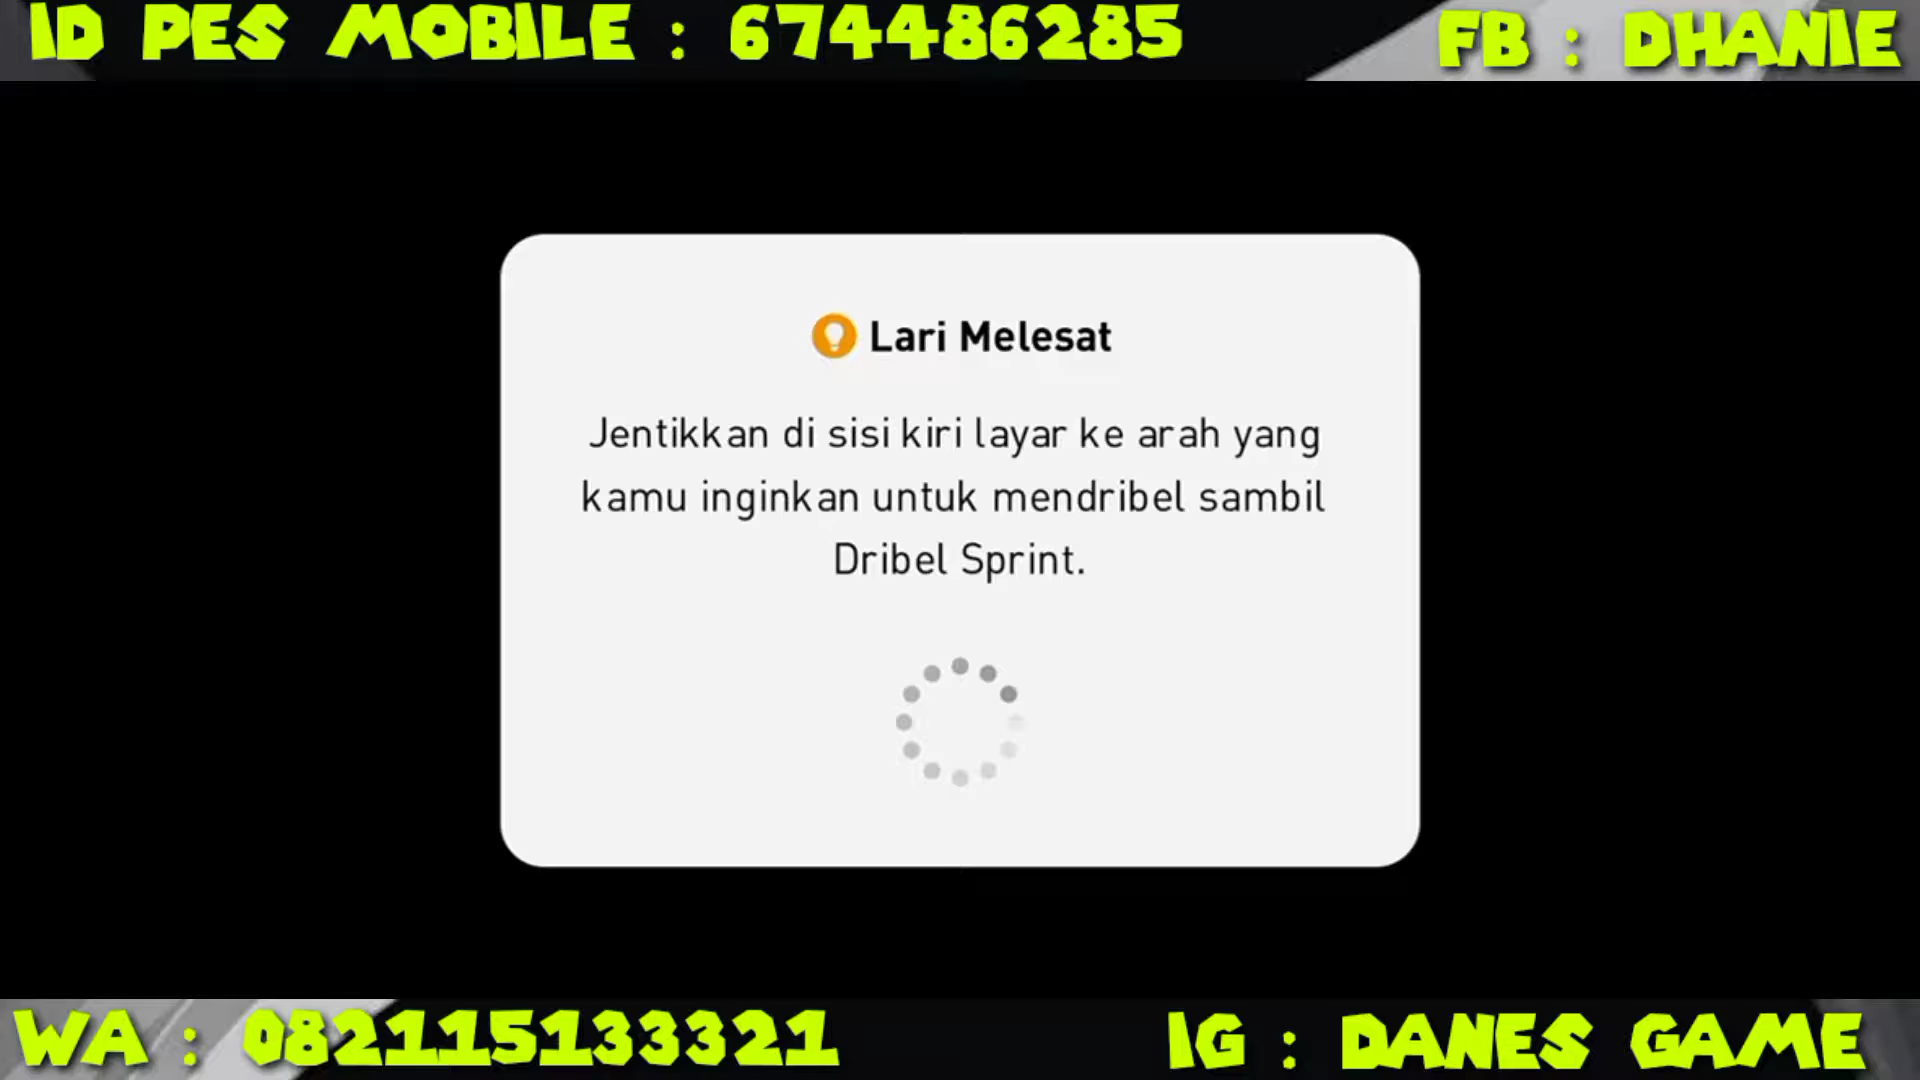 ID PES MOBILE : 674486285
FB : DHANIE
Lari Melesat
Jentikkan di sisi kiri layar ke arah yang
kamu inginkan untuk mendribel sambil
Dribel Sprint.
WA : 082115133321
IG : DANES GAME